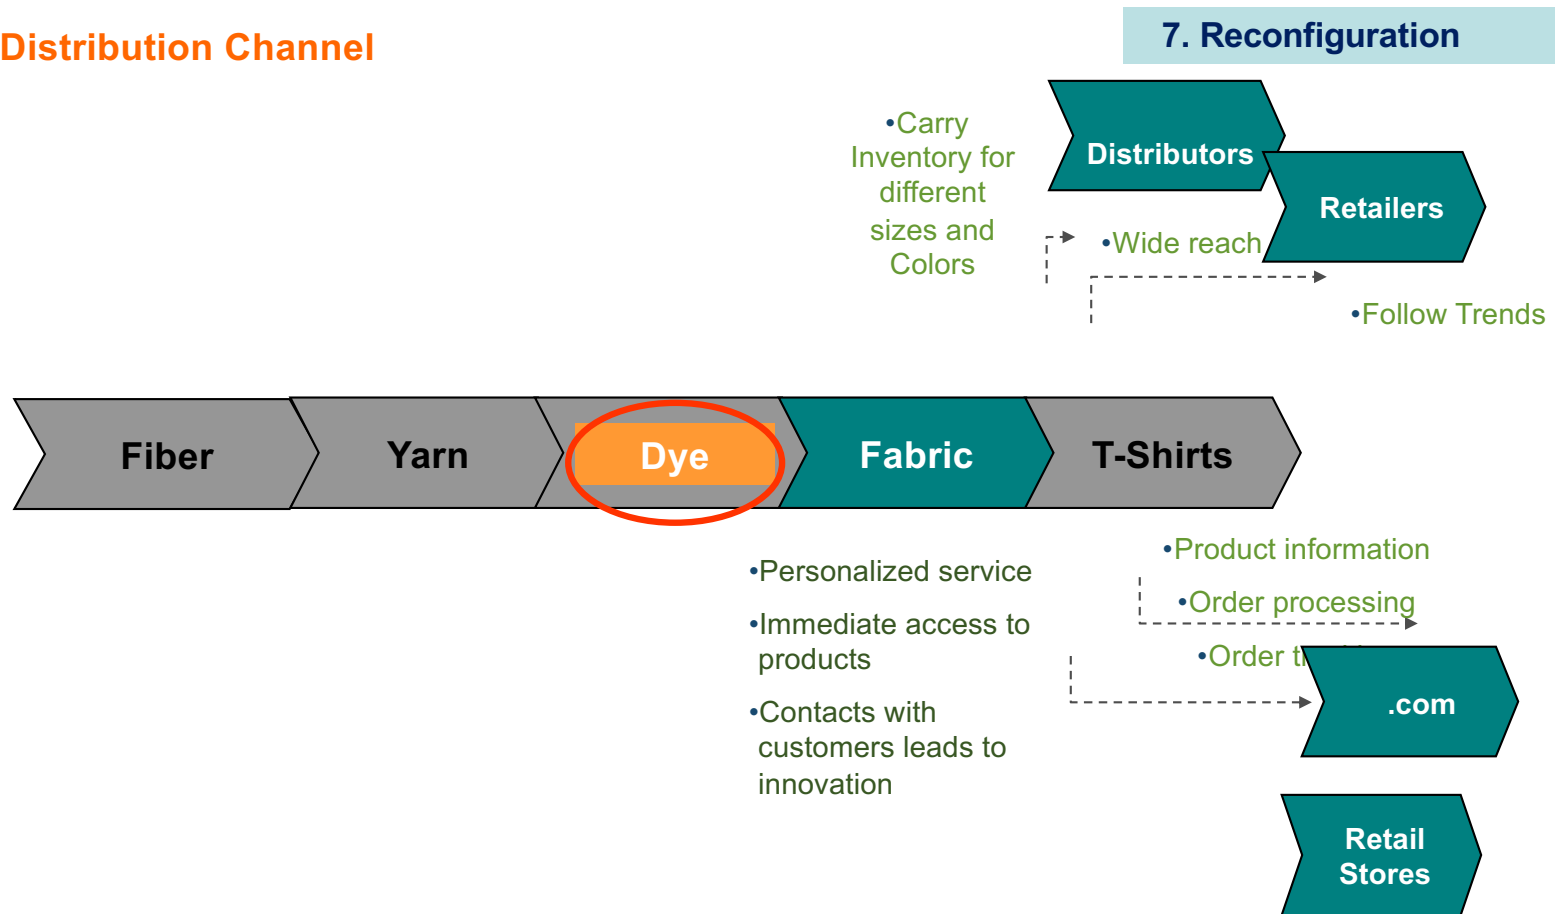 Distribution Channel
7. Reconfiguration
•Carry
Inventory for
different
sizes and
Colors
Distributors
Retailers
•Wide reach
•Follow Trends
Fiber
Yarn
Dye
Fabric
T-Shirts
•Personalized service
•Immediate access to
products
•Contacts with
customers leads to
innovation
•Product information
•Order processing
•Order
.com
Retail
Stores